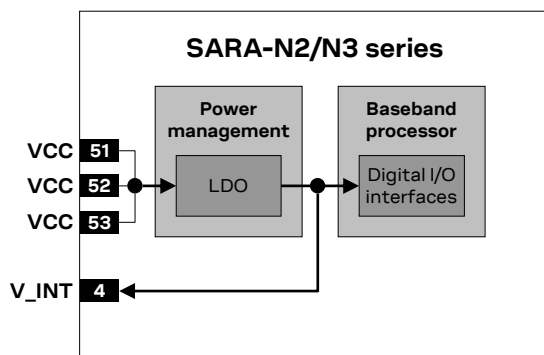 SARA-N2/N3 series
Power
management
Baseband
processor
VCC 51
VCC 52
VCC 53
LDO
Digital I/O
interfaces
V_INT 4